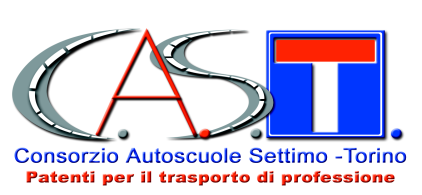 C.A.S.T.
Consorzio Autoscuole Settimo -Torino
Patenti per il trasporto di professione